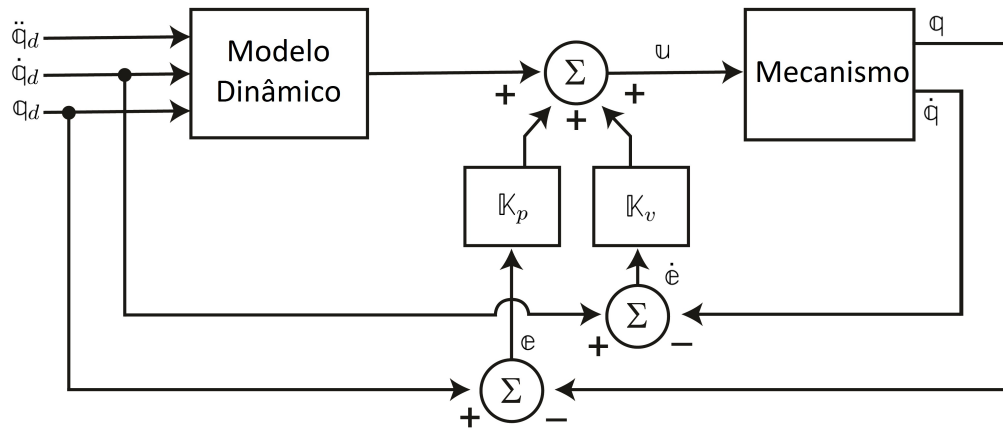 q̈_d
q̇_d
q_d
Modelo
Dinâmico
Σ
+
+
+
u
Mecanismo
q
q̇
𝕂_p
𝕂_v
ė
Σ
+
−
e
Σ
+
−